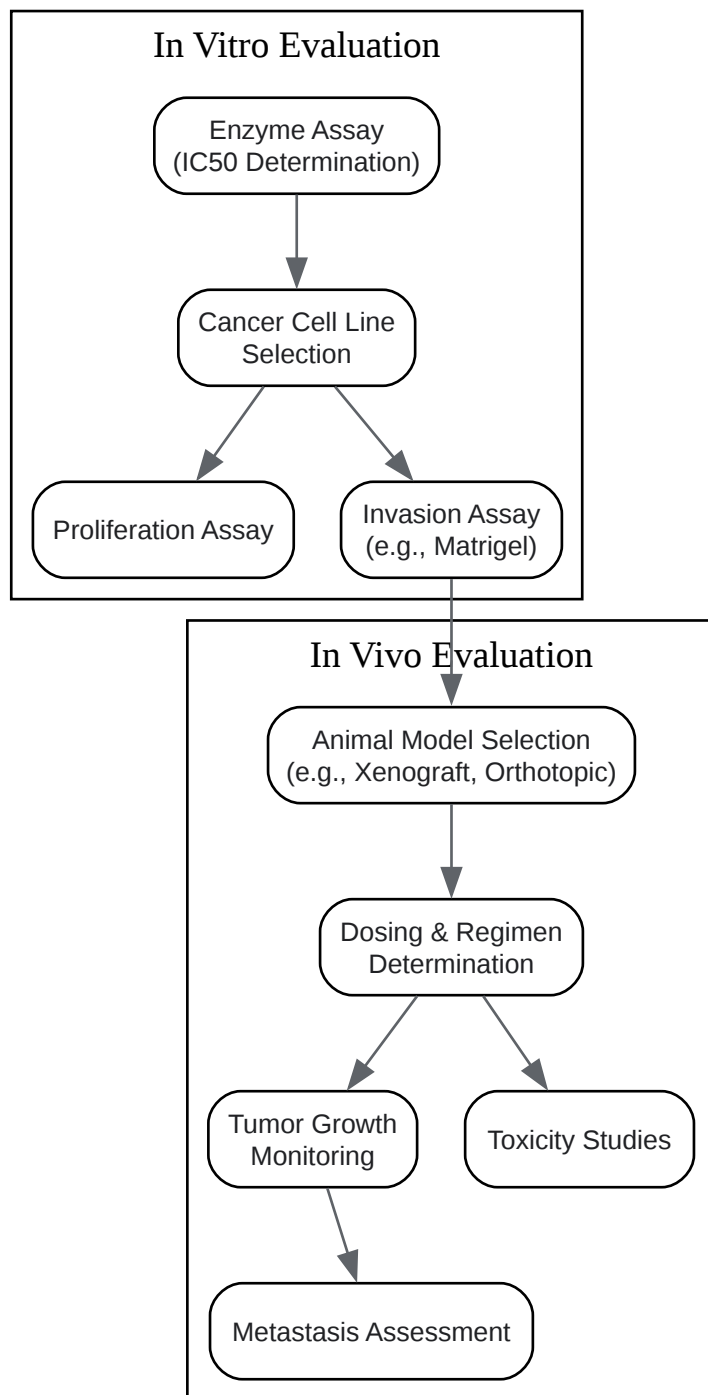 In Vitro Evaluation
Enzyme Assay
(IC50 Determination)
Cancer Cell Line
Selection
Proliferation Assay
Invasion Assay
(e.g., Matrigel)
In Vivo Evaluation
Animal Model Selection
(e.g., Xenograft, Orthotopic)
Dosing & Regimen
Determination
Tumor Growth
Monitoring
Toxicity Studies
Metastasis Assessment